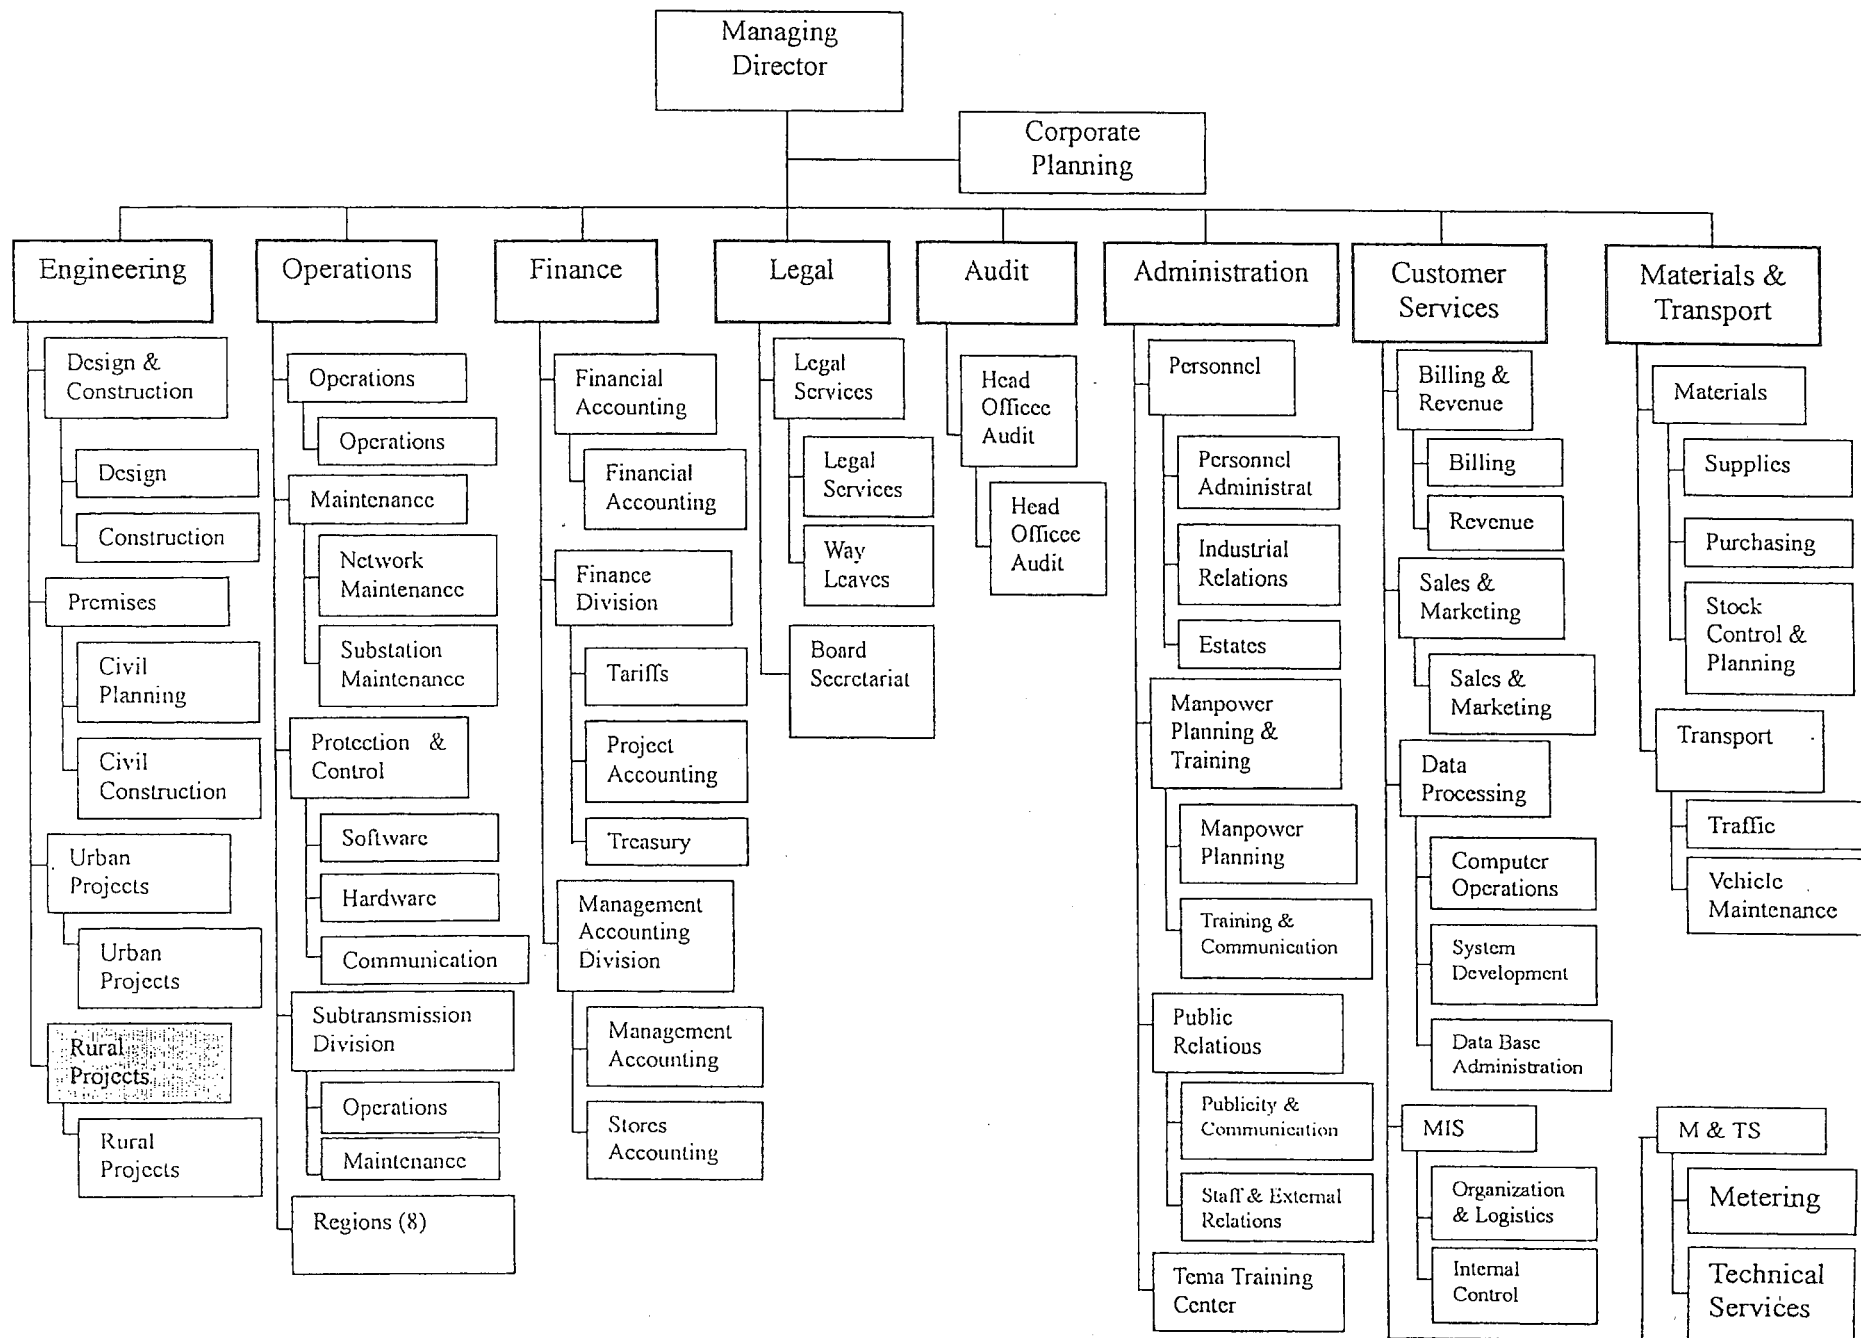 Managing
Director
Corporate
Planning
Engineering
Operations
Finance
Legal
Audit
Administration
Customer
Services
Materials &
Transport
Design &
Construction
Design
Construction
Premises
Civil
Planning
Civil
Construction
Urban
Projects
Urban
Projects
Rural
Projects
Rural
Projects
Operations
Operations
Maintenance
Network
Maintenance
Substation
Maintenance
Protection &
Control
Software
Hardware
Communication
Subtransmission
Division
Operations
Maintenance
Regions (8)
Financial
Accounting
Financial
Accounting
Finance
Division
Tariffs
Project
Accounting
Treasury
Management
Accounting
Division
Management
Accounting
Stores
Accounting
Legal
Services
Legal
Services
Way
Leaves
Board
Secretariat
Head
Officee
Audit
Head
Officee
Audit
Personnel
Personnel
Administrat
Industrial
Relations
Estates
Manpower
Planning &
Training
Manpower
Planning
Training &
Communication
Public
Relations
Publicity &
Communication
Staff & External
Relations
Tema Training
Center
Billing &
Revenue
Billing
Revenue
Sales &
Marketing
Sales &
Marketing
Data
Processing
Computer
Operations
System
Development
Data Base
Administration
MIS
Organization
& Logistics
Internal
Control
Materials
Supplies
Purchasing
Stock
Control &
Planning
Transport
Traffic
Vehicle
Maintenance
M & TS
Metering
Technical
Services